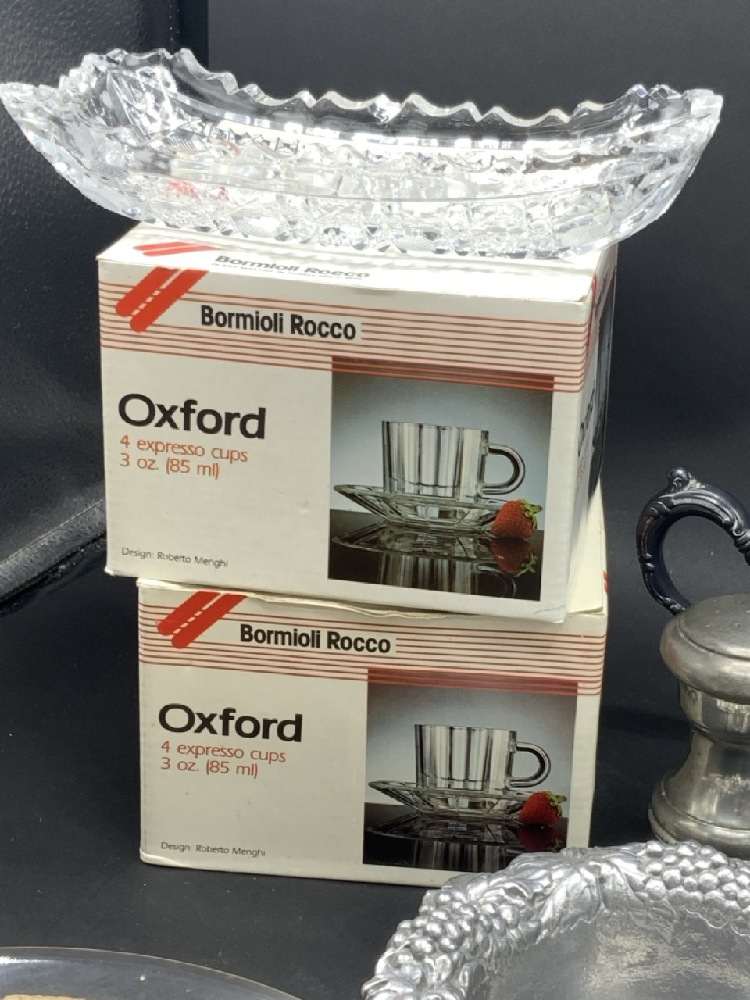 Bormioli Rocco
Bormioli Rocco
Oxford
4 expresso cups
3 oz. (85 ml)
Design: Roberto Menghi
Bormioli Rocco
Oxford
4 expresso cups
3 oz. (85 ml)
Design: Roberto Menghi